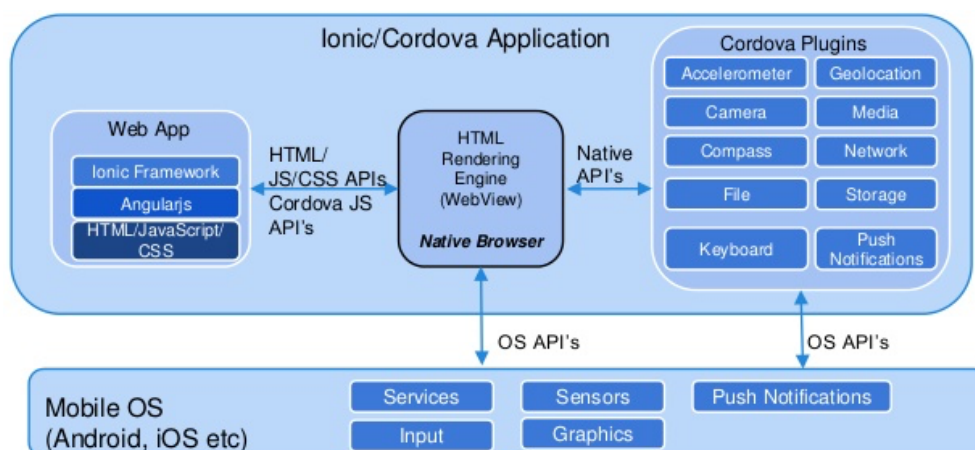 Ionic/Cordova Application
Web App
Ionic Framework
Angularjs
HTML/JavaScript/
CSS
HTML/
JS/CSS APIs
Cordova JS
API's
HTML
Rendering
Engine
(WebView)
Native Browser
Native
API's
Cordova Plugins
Accelerometer
Geolocation
Camera
Media
Compass
Network
File
Storage
Keyboard
Push
Notifications
OS API's
OS API's
Mobile OS
(Android, iOS etc)
Services
Sensors
Push Notifications
Input
Graphics